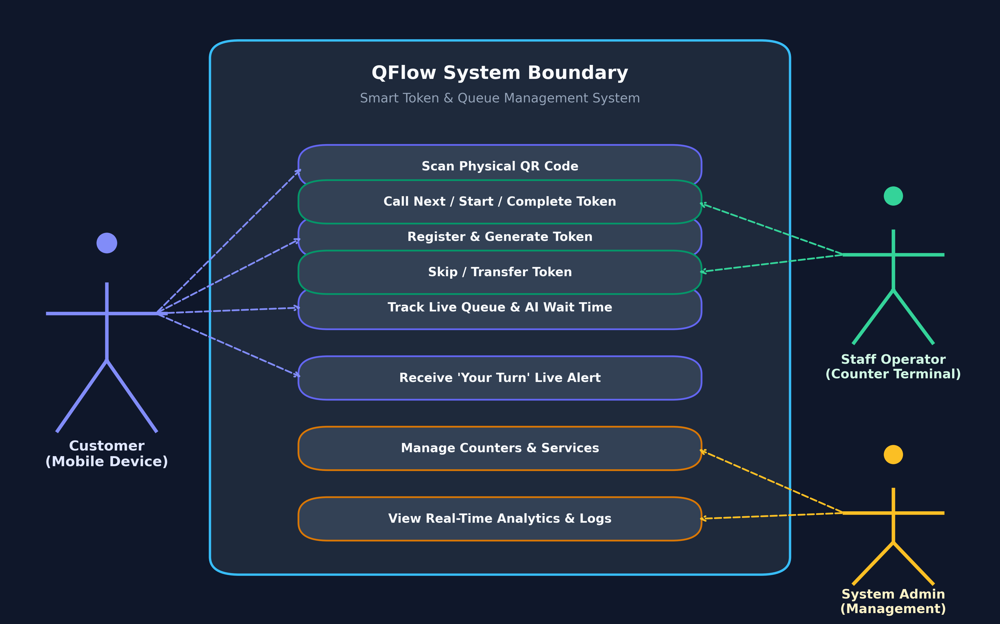 QFlow System Boundary
Smart Token & Queue Management System
Scan Physical QR Code
Call Next / Start / Complete Token
Register & Generate Token
Skip / Transfer Token
Track Live Queue & AI Wait Time
Receive 'Your Turn' Live Alert
Manage Counters & Services
View Real-Time Analytics & Logs
Customer
(Mobile Device)
Staff Operator
(Counter Terminal)
System Admin
(Management)